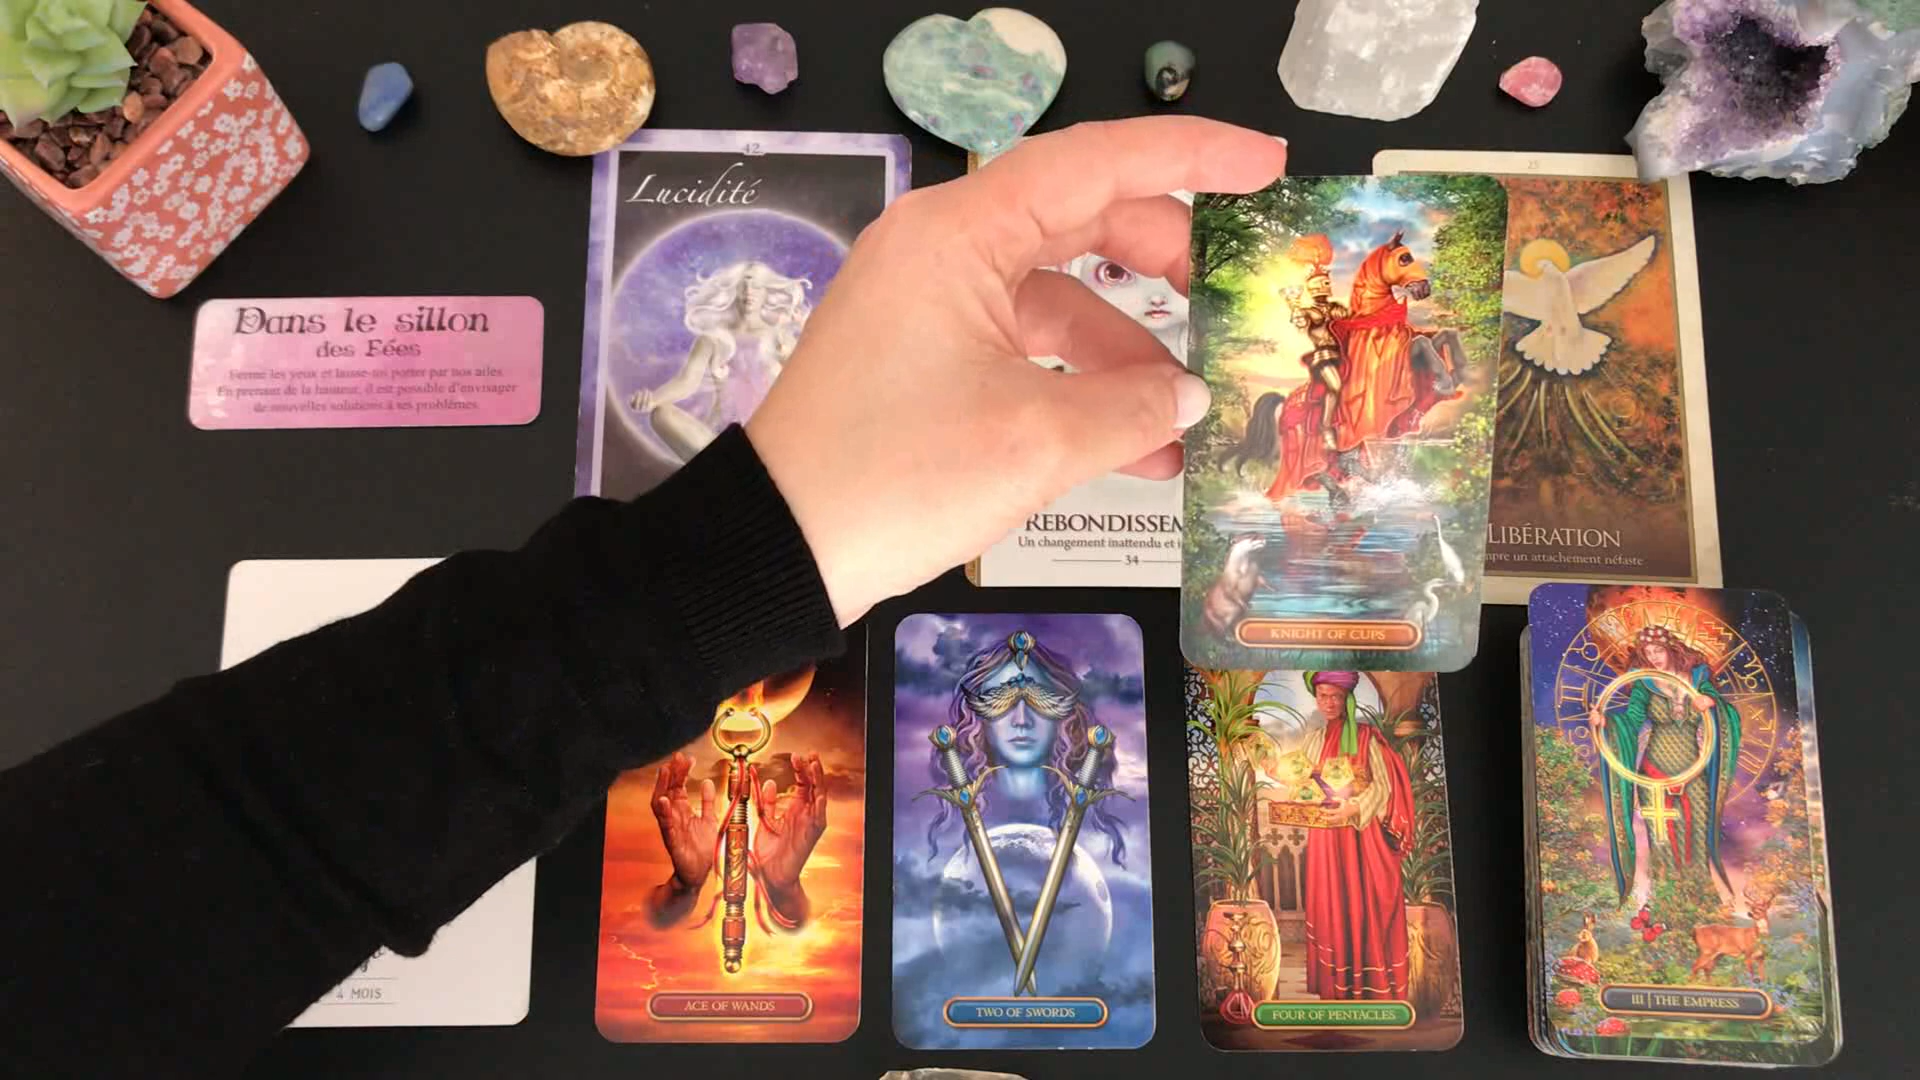 42
Lucidité
25
Dans le sillon
des Fées
Ferme les yeux et laisse-toi porter par nos ailes.
En prenant de la hauteur, il est possible d'envisager
de nouvelles solutions à tes problèmes.
REBONDISSEM
Un changement inattendu et i
34
LIBÉRATION
mpre un attachement néfaste
KNIGHT OF CUPS
4 MOIS
ACE OF WANDS
TWO OF SWORDS
FOUR OF PENTACLES
III | THE EMPRESS